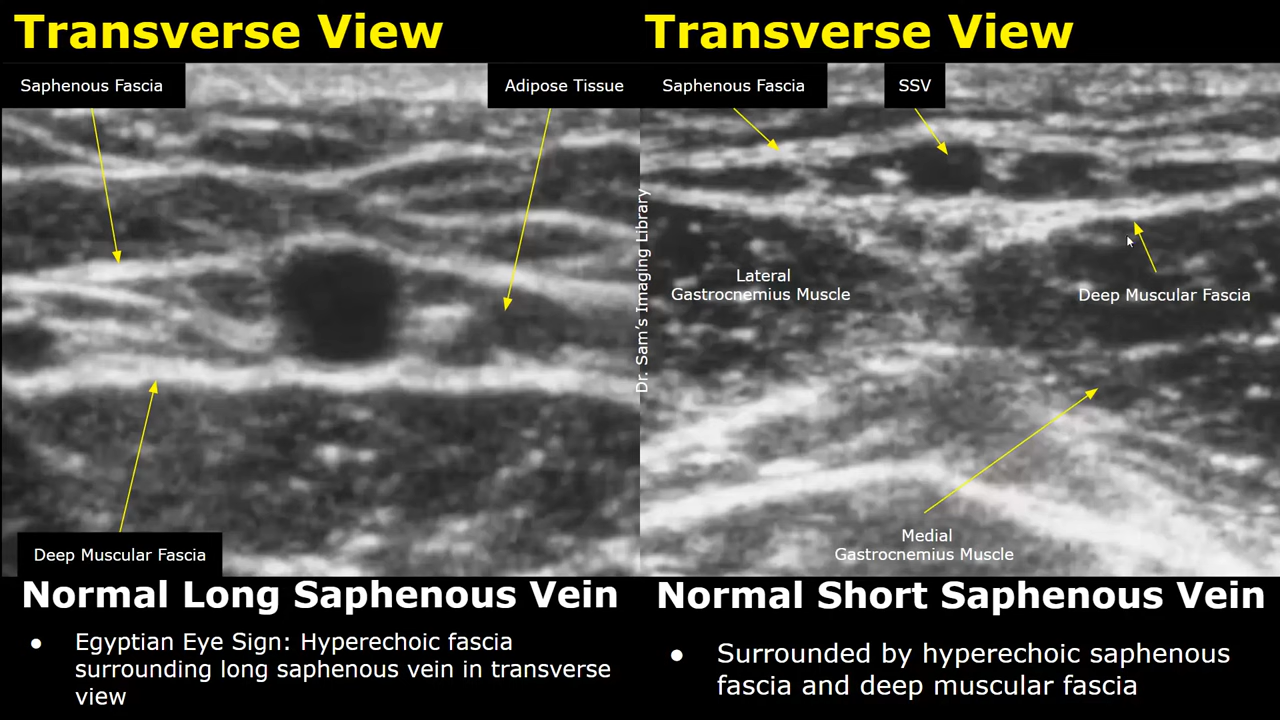 Transverse View
Saphenous Fascia
Adipose Tissue
Deep Muscular Fascia
Normal Long Saphenous Vein
● Egyptian Eye Sign: Hyperechoic fascia
surrounding long saphenous vein in transverse
view
Dr. Sam’s Imaging Library
Transverse View
Saphenous Fascia
SSV
Lateral
Gastrocnemius Muscle
Deep Muscular Fascia
Medial
Gastrocnemius Muscle
Normal Short Saphenous Vein
● Surrounded by hyperechoic saphenous
fascia and deep muscular fascia